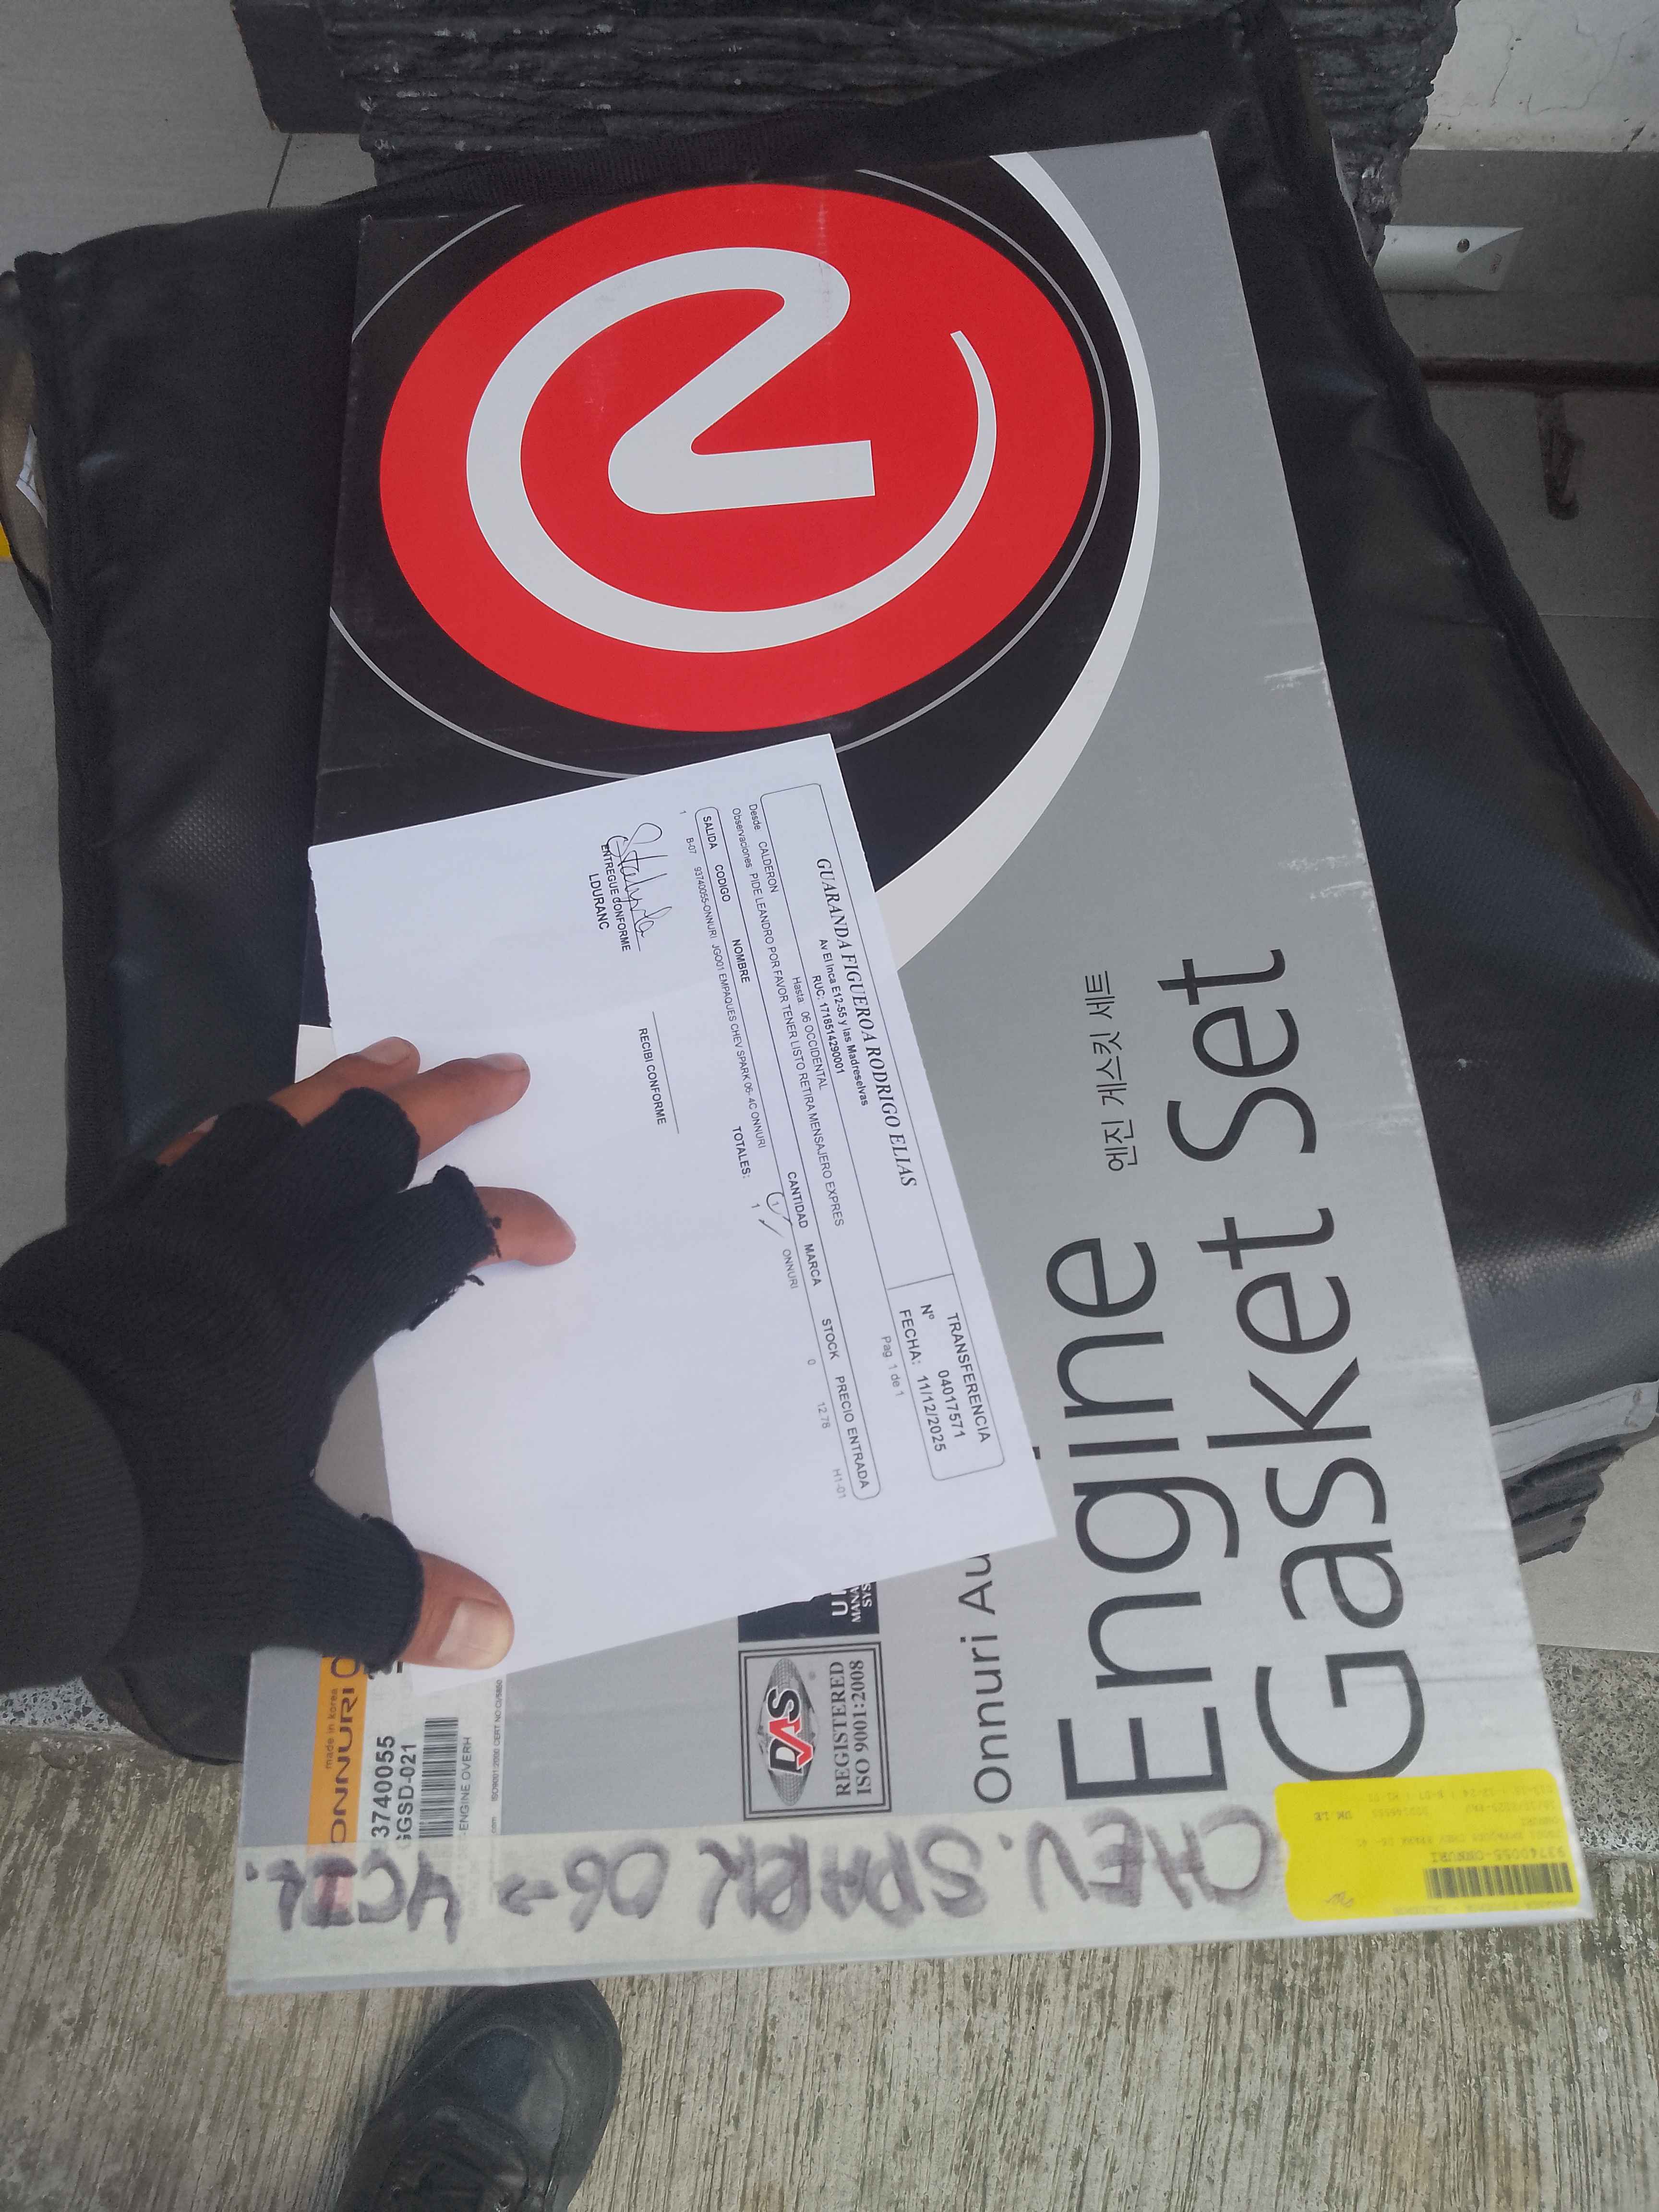 GUARANDA FIGUEROA RODRIGO ELIAS
Av El Inca E12-55 y las Madreselvas
RUC: 1718514290001
TRANSFERENCIA
Nº 04017571
FECHA: 11/12/2025
Pag. 1 de 1
Desde CALDERON Hasta 06 OCCIDENTAL
Observaciones PIDE LEANDRO POR FAVOR TENER LISTO RETIRA MENSAJERO EXPRES
SALIDA CODIGO NOMBRE CANTIDAD MARCA STOCK PRECIO ENTRADA
1 B-07 93740055-ONNURI JGO01 EMPAQUES CHEV SPARK 06- 4C ONNURI 1 ONNURI 0 12.78 H1-01
TOTALES: 1
ENTREGUE CONFORME
LDURANC
RECIBI CONFORME
엔진 게스킷 세트
Engine
Gasket Set
Onnuri Au
DAS
REGISTERED
ISO 9001:2008
U
MANA
SYS
made in korea
ONNURI
3740055
GGSD-021
ENGINE OVERH
CHEV. SPARK 06→ 4CIL.
93740055-ONNURI